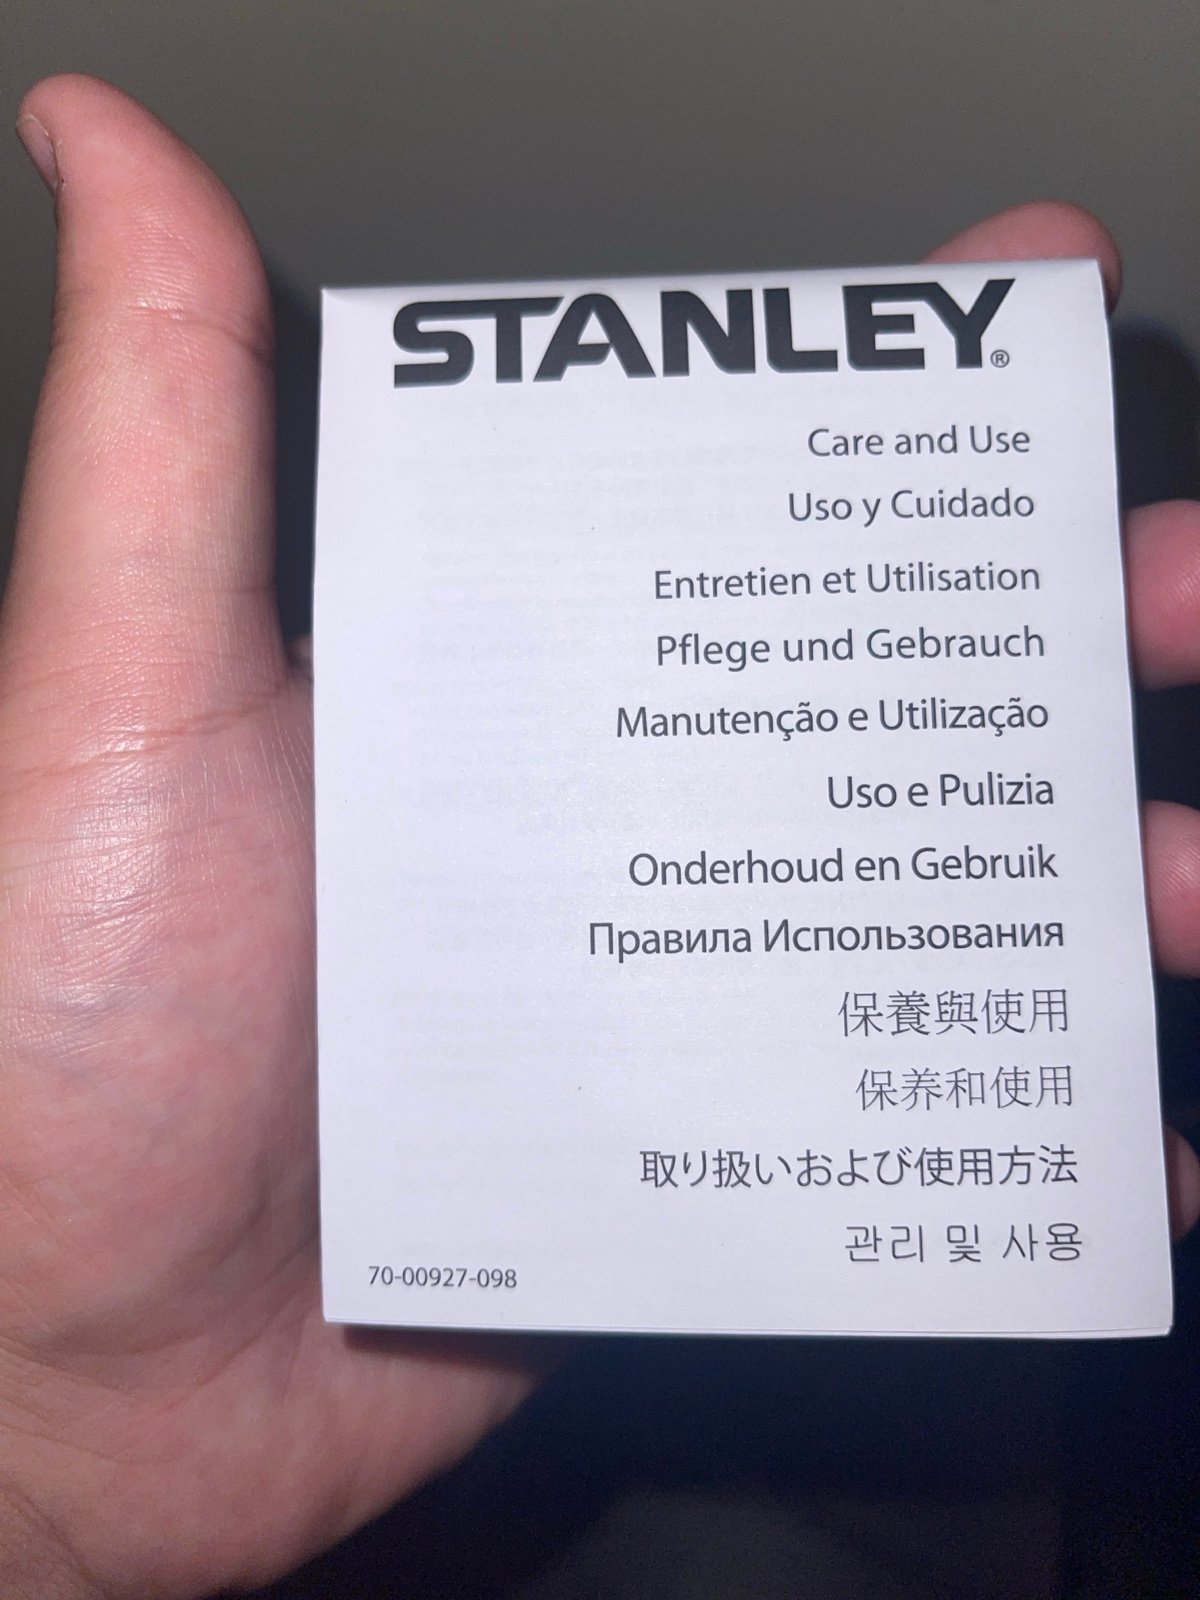 STANLEY®
Care and Use
Uso y Cuidado
Entretien et Utilisation
Pflege und Gebrauch
Manutenção e Utilização
Uso e Pulizia
Onderhoud en Gebruik
Правила Использования
保養與使用
保养和使用
取り扱いおよび使用方法
관리 및 사용
70-00927-098